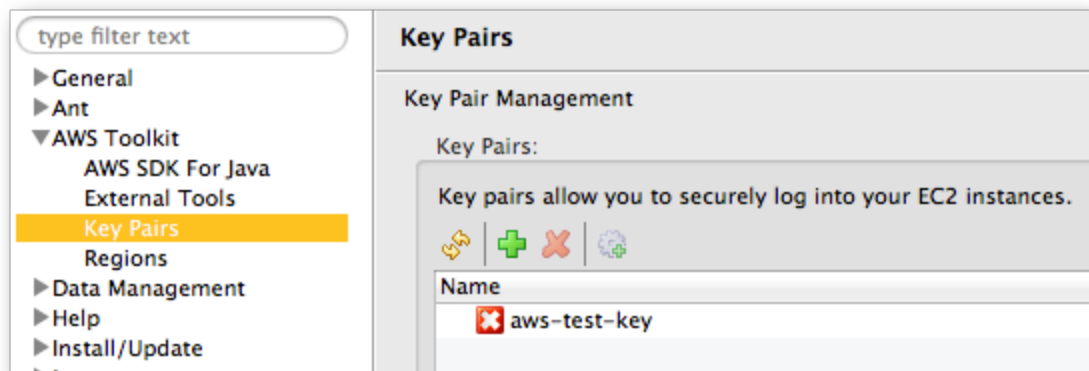 type filter text
General
Ant
AWS Toolkit
AWS SDK For Java
External Tools
Key Pairs
Regions
Data Management
Help
Install/Update
Key Pairs
Key Pair Management
Key Pairs:
Key pairs allow you to securely log into your EC2 instances.
Name
aws-test-key